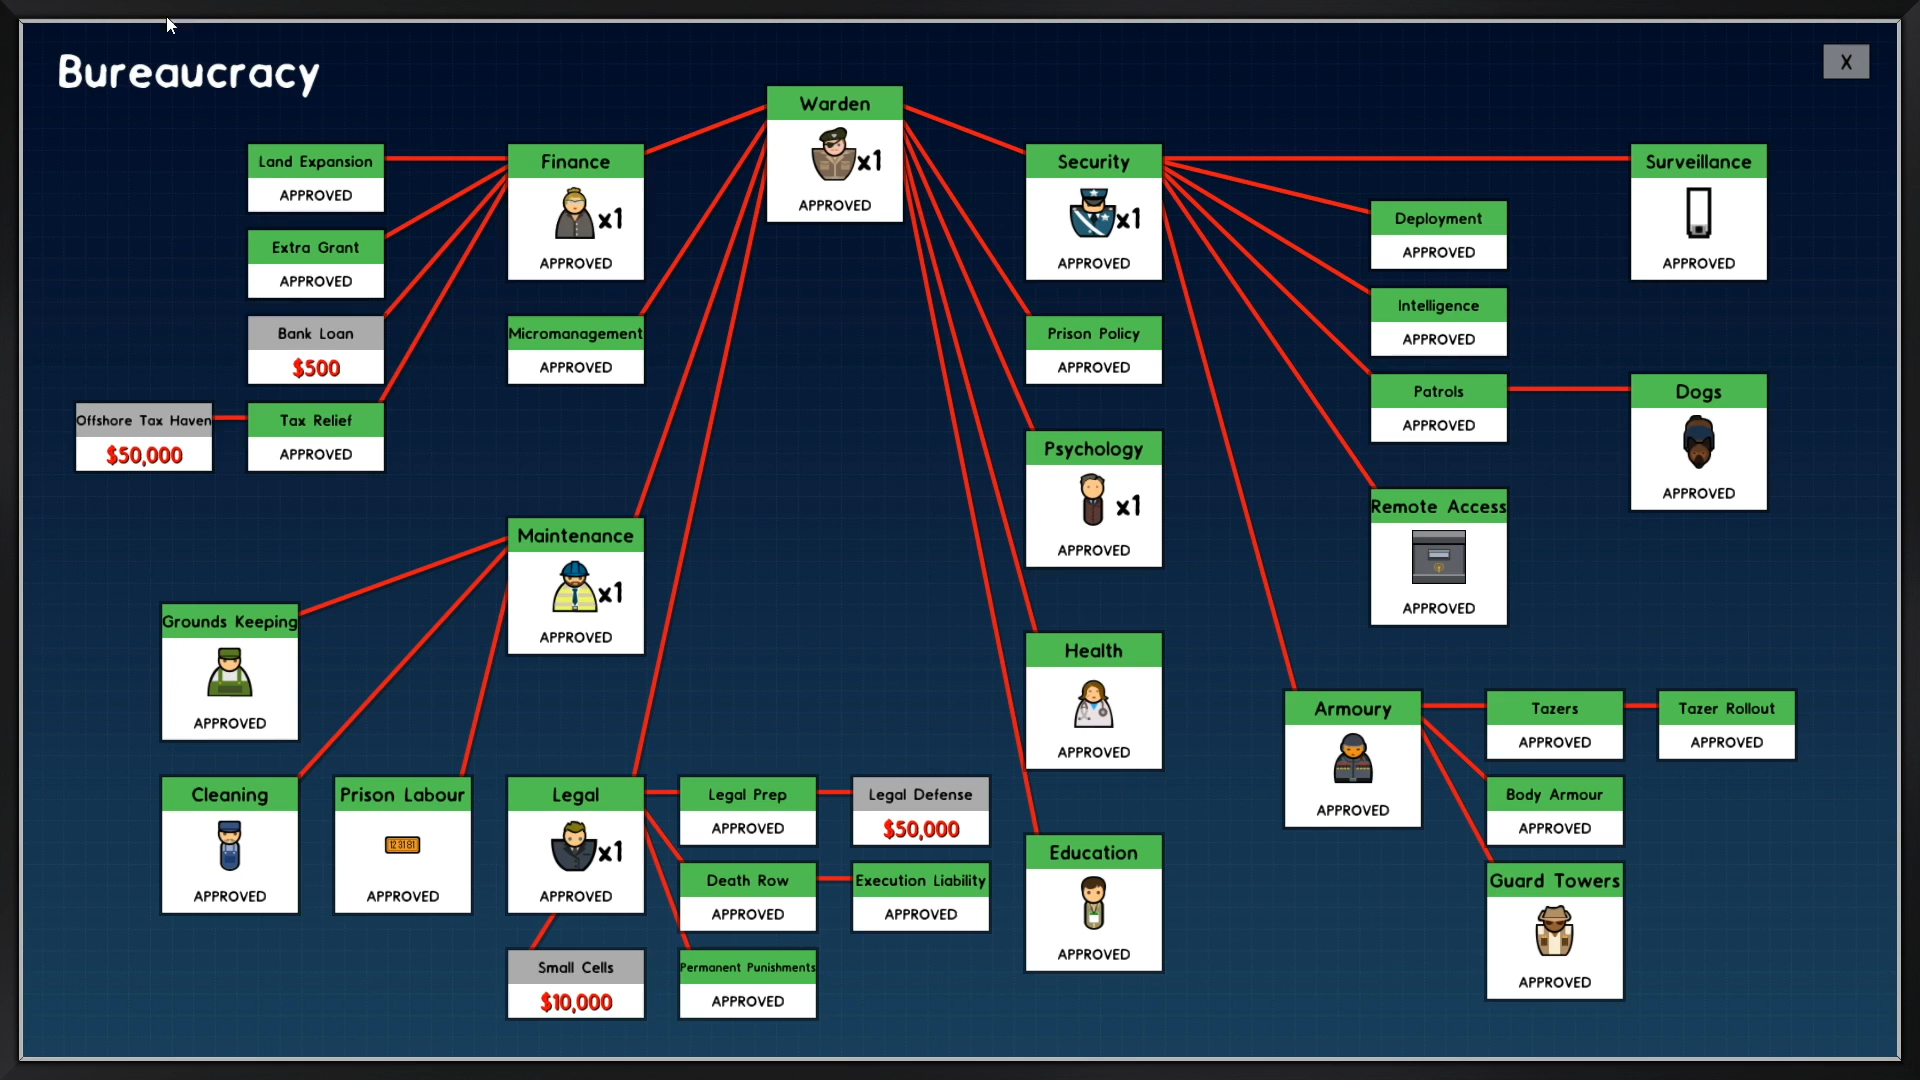 Bureaucracy
X
Warden
x1
APPROVED
Land Expansion
APPROVED
Finance
x1
APPROVED
Security
x1
APPROVED
Surveillance
APPROVED
Extra Grant
APPROVED
Deployment
APPROVED
Bank Loan
$500
Micromanagement
APPROVED
Prison Policy
APPROVED
Intelligence
APPROVED
Offshore Tax Haven
$50,000
Tax Relief
APPROVED
Patrols
APPROVED
Dogs
APPROVED
Psychology
x1
APPROVED
Remote Access
APPROVED
Maintenance
x1
APPROVED
Grounds Keeping
APPROVED
Health
APPROVED
Armoury
APPROVED
Tazers
APPROVED
Tazer Rollout
APPROVED
Cleaning
APPROVED
Prison Labour
123181
APPROVED
Legal
x1
APPROVED
Legal Prep
APPROVED
Legal Defense
$50,000
Body Armour
APPROVED
Death Row
APPROVED
Execution Liability
APPROVED
Education
APPROVED
Guard Towers
APPROVED
Small Cells
$10,000
Permanent Punishments
APPROVED